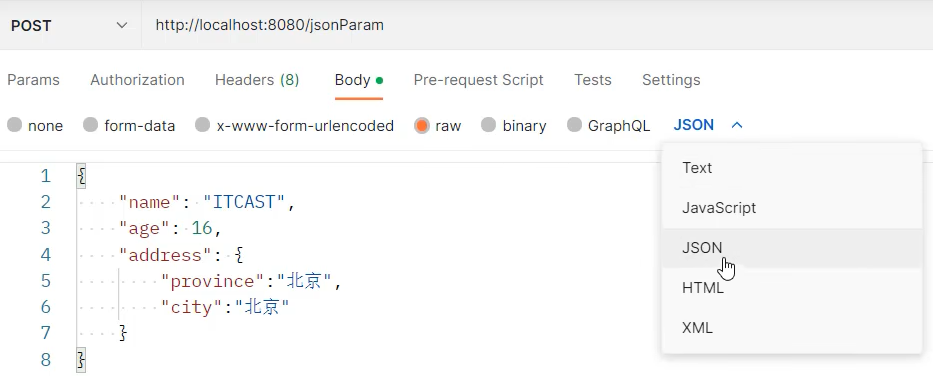 POST http://localhost:8080/jsonParam
Params Authorization Headers (8) Body Pre-request Script Tests Settings
none form-data x-www-form-urlencoded raw binary GraphQL JSON
Text
JavaScript
JSON
HTML
XML
1 {
2 "name": "ITCAST",
3 "age": 16,
4 "address": {
5 "province":"北京",
6 "city":"北京"
7 }
8 }